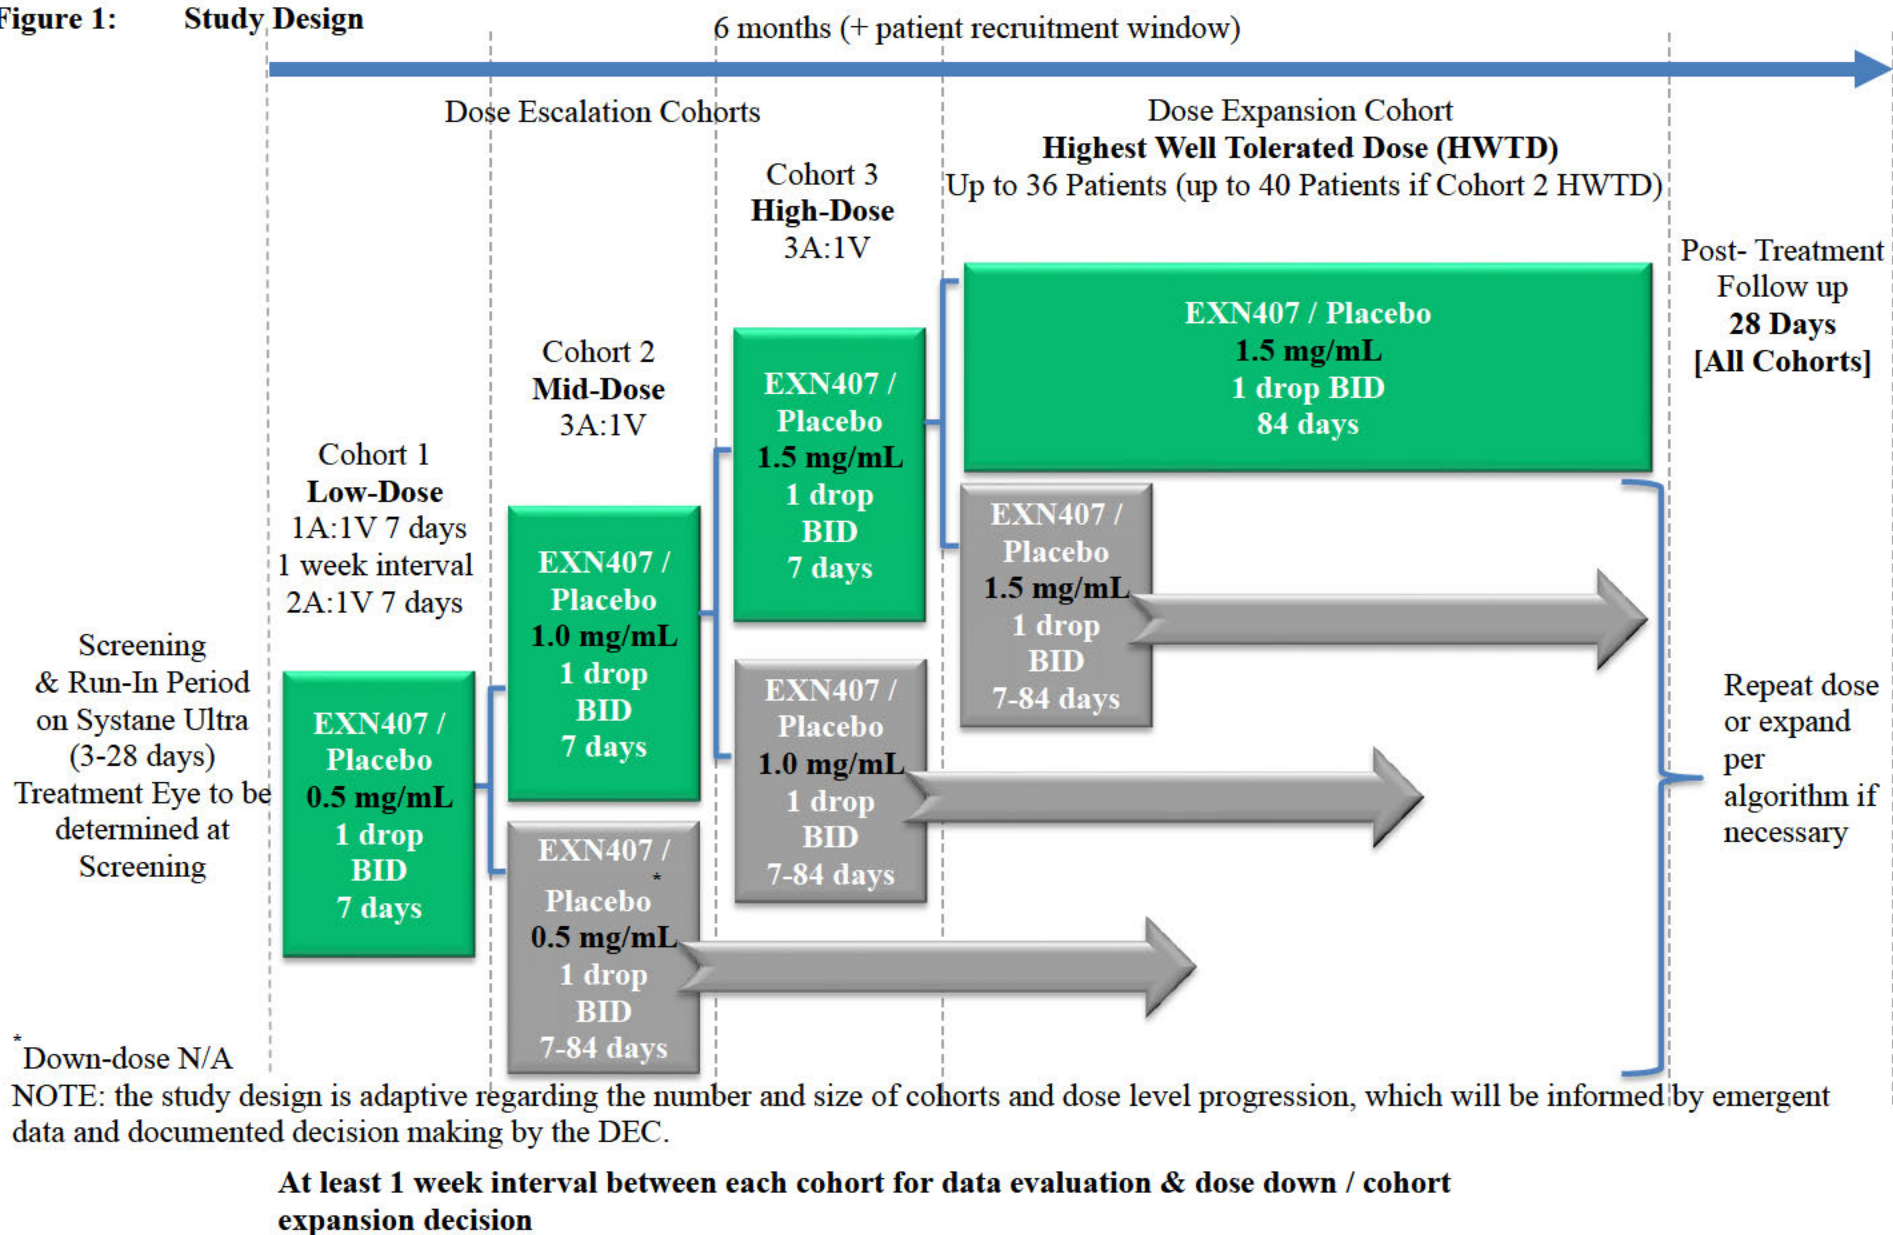 Figure 1: Study Design
6 months (+ patient recruitment window)
Dose Escalation Cohorts
Dose Expansion Cohort
Highest Well Tolerated Dose (HWTD)
Up to 36 Patients (up to 40 Patients if Cohort 2 HWTD)
Screening
& Run-In Period
on Systane Ultra
(3-28 days)
Treatment Eye to be
determined at
Screening
Cohort 1
Low-Dose
1A:1V 7 days
1 week interval
2A:1V 7 days
EXN407 /
Placebo
0.5 mg/mL
1 drop
BID
7 days
Cohort 2
Mid-Dose
3A:1V
EXN407 /
Placebo
1.0 mg/mL
1 drop
BID
7 days
EXN407 /
*
Placebo
0.5 mg/mL
1 drop
BID
7-84 days
Cohort 3
High-Dose
3A:1V
EXN407 /
Placebo
1.5 mg/mL
1 drop
BID
7 days
EXN407 /
Placebo
1.0 mg/mL
1 drop
BID
7-84 days
EXN407 / Placebo
1.5 mg/mL
1 drop BID
84 days
EXN407 /
Placebo
1.5 mg/mL
1 drop
BID
7-84 days
Post- Treatment
Follow up
28 Days
[All Cohorts]
Repeat dose
or expand
per
algorithm if
necessary
*Down-dose N/A
NOTE: the study design is adaptive regarding the number and size of cohorts and dose level progression, which will be informed by emergent
data and documented decision making by the DEC.
At least 1 week interval between each cohort for data evaluation & dose down / cohort
expansion decision